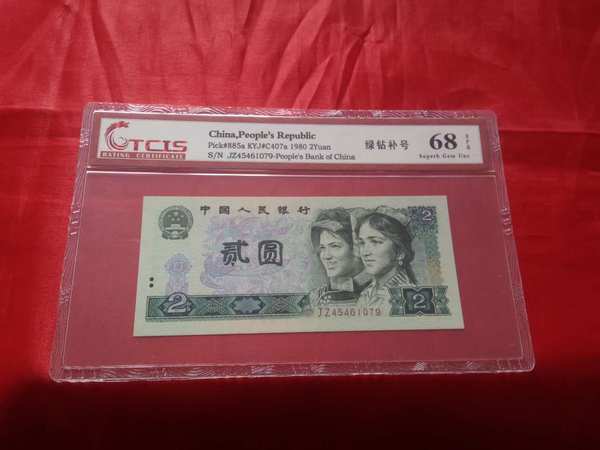 TCIS
RATING CERTIFICATE
China,People's Republic
Pick#885a KYJ#C407a 1980 2Yuan
S/N .JZ45461079-People's Bank of China
绿钻补号
68 EPQ
Superb Gem Unc
中国人民银行
2
贰圆
2
2
JZ45461079